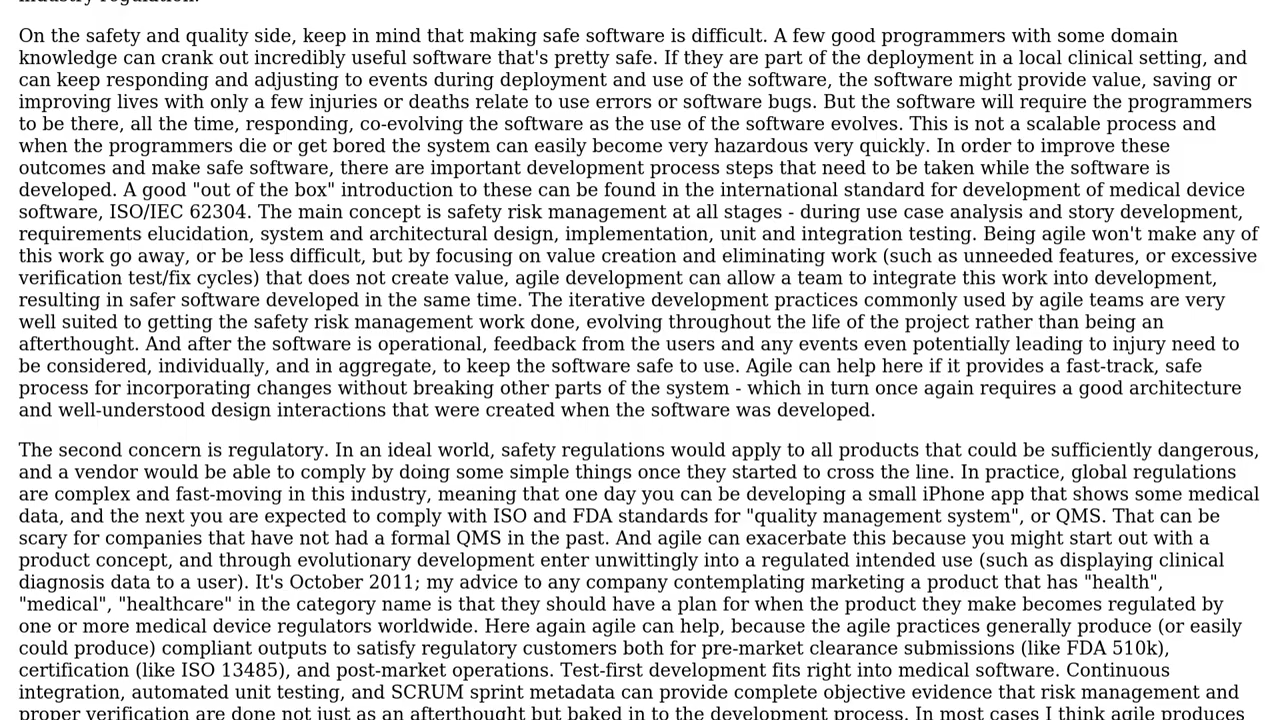 industry regulation.
On the safety and quality side, keep in mind that making safe software is difficult. A few good programmers with some domain
knowledge can crank out incredibly useful software that's pretty safe. If they are part of the deployment in a local clinical setting, and
can keep responding and adjusting to events during deployment and use of the software, the software might provide value, saving or
improving lives with only a few injuries or deaths relate to use errors or software bugs. But the software will require the programmers
to be there, all the time, responding, co-evolving the software as the use of the software evolves. This is not a scalable process and
when the programmers die or get bored the system can easily become very hazardous very quickly. In order to improve these
outcomes and make safe software, there are important development process steps that need to be taken while the software is
developed. A good "out of the box" introduction to these can be found in the international standard for development of medical device
software, ISO/IEC 62304. The main concept is safety risk management at all stages - during use case analysis and story development,
requirements elucidation, system and architectural design, implementation, unit and integration testing. Being agile won't make any of
this work go away, or be less difficult, but by focusing on value creation and eliminating work (such as unneeded features, or excessive
verification test/fix cycles) that does not create value, agile development can allow a team to integrate this work into development,
resulting in safer software developed in the same time. The iterative development practices commonly used by agile teams are very
well suited to getting the safety risk management work done, evolving throughout the life of the project rather than being an
afterthought. And after the software is operational, feedback from the users and any events even potentially leading to injury need to
be considered, individually, and in aggregate, to keep the software safe to use. Agile can help here if it provides a fast-track, safe
process for incorporating changes without breaking other parts of the system - which in turn once again requires a good architecture
and well-understood design interactions that were created when the software was developed.
The second concern is regulatory. In an ideal world, safety regulations would apply to all products that could be sufficiently dangerous,
and a vendor would be able to comply by doing some simple things once they started to cross the line. In practice, global regulations
are complex and fast-moving in this industry, meaning that one day you can be developing a small iPhone app that shows some medical
data, and the next you are expected to comply with ISO and FDA standards for "quality management system", or QMS. That can be
scary for companies that have not had a formal QMS in the past. And agile can exacerbate this because you might start out with a
product concept, and through evolutionary development enter unwittingly into a regulated intended use (such as displaying clinical
diagnosis data to a user). It's October 2011; my advice to any company contemplating marketing a product that has "health",
"medical", "healthcare" in the category name is that they should have a plan for when the product they make becomes regulated by
one or more medical device regulators worldwide. Here again agile can help, because the agile practices generally produce (or easily
could produce) compliant outputs to satisfy regulatory customers both for pre-market clearance submissions (like FDA 510k),
certification (like ISO 13485), and post-market operations. Test-first development fits right into medical software. Continuous
integration, automated unit testing, and SCRUM sprint metadata can provide complete objective evidence that risk management and
proper verification are done not just as an afterthought but baked in to the development process. In most cases I think agile produces